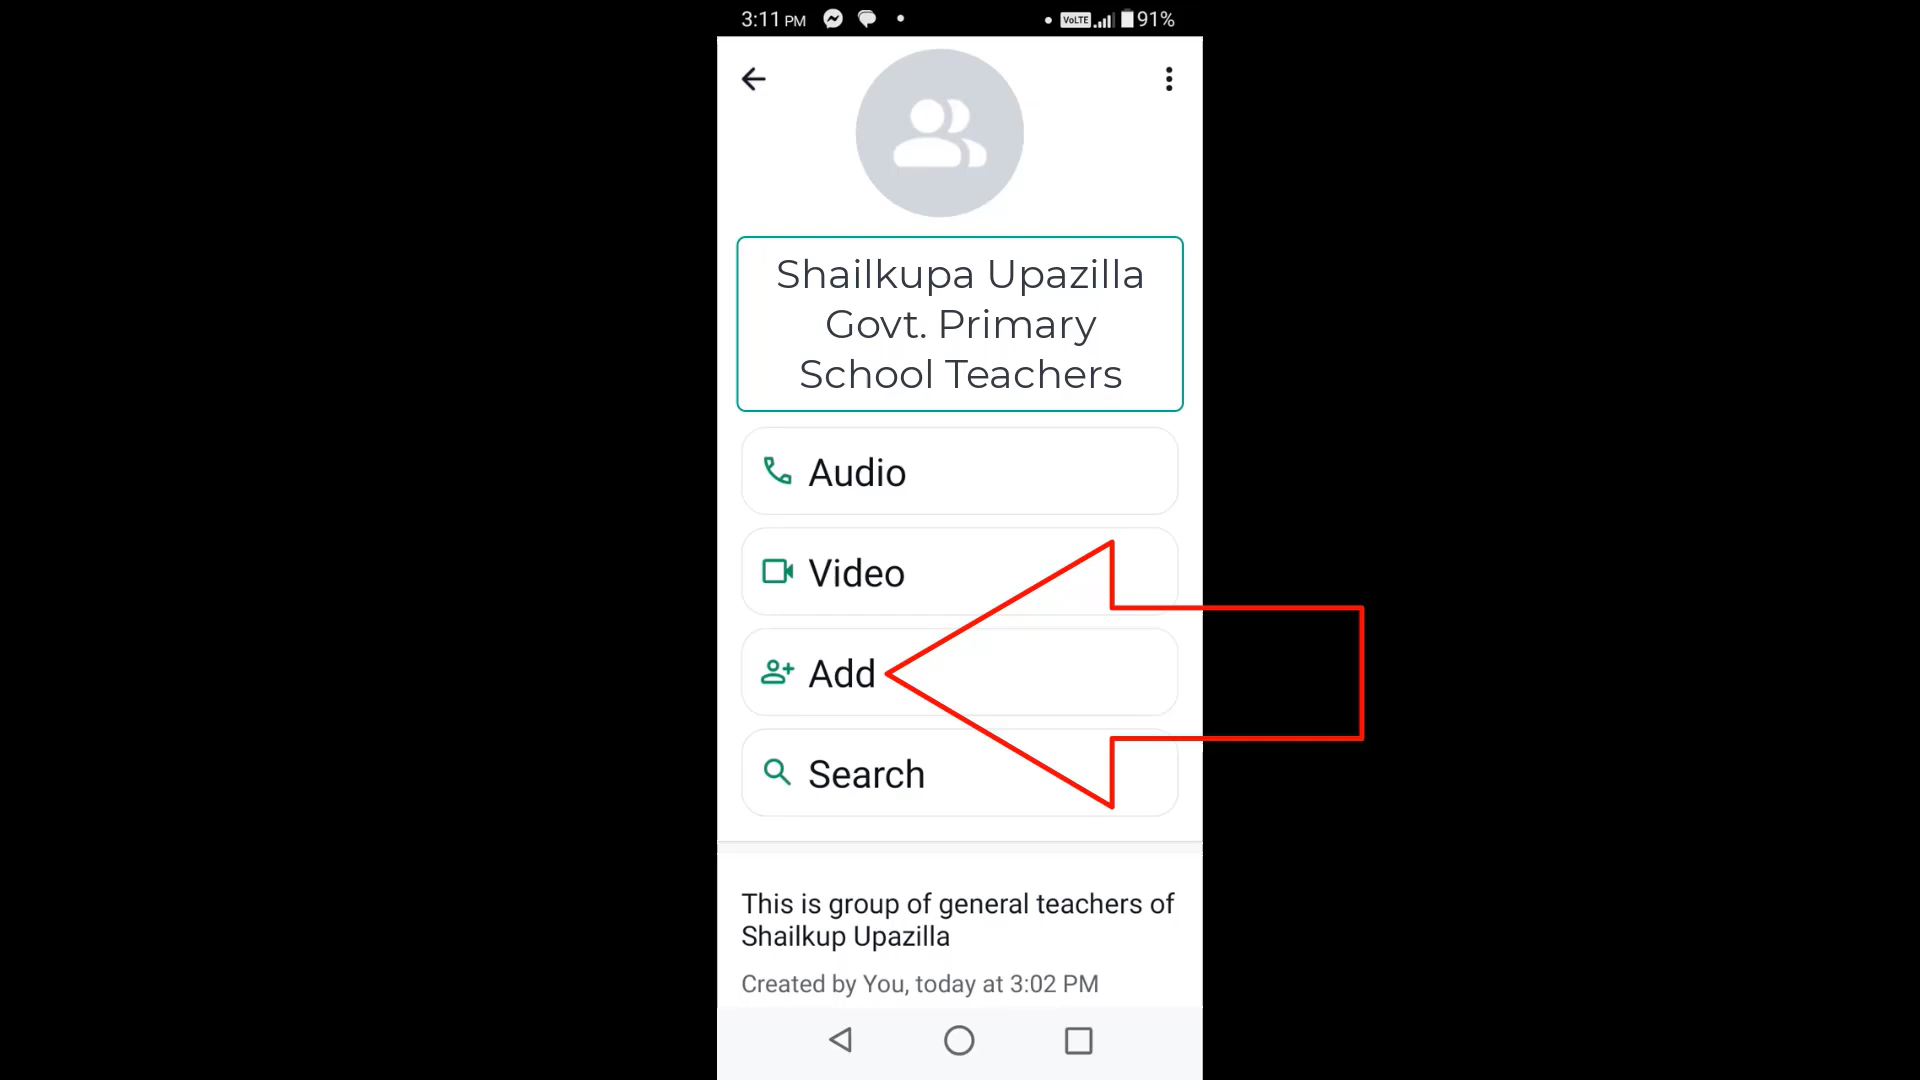 3:11 PM
VoLTE
91%
Shailkupa Upazilla
Govt. Primary
School Teachers
Audio
Video
Add
Search
This is group of general teachers of
Shailkup Upazilla
Created by You, today at 3:02 PM